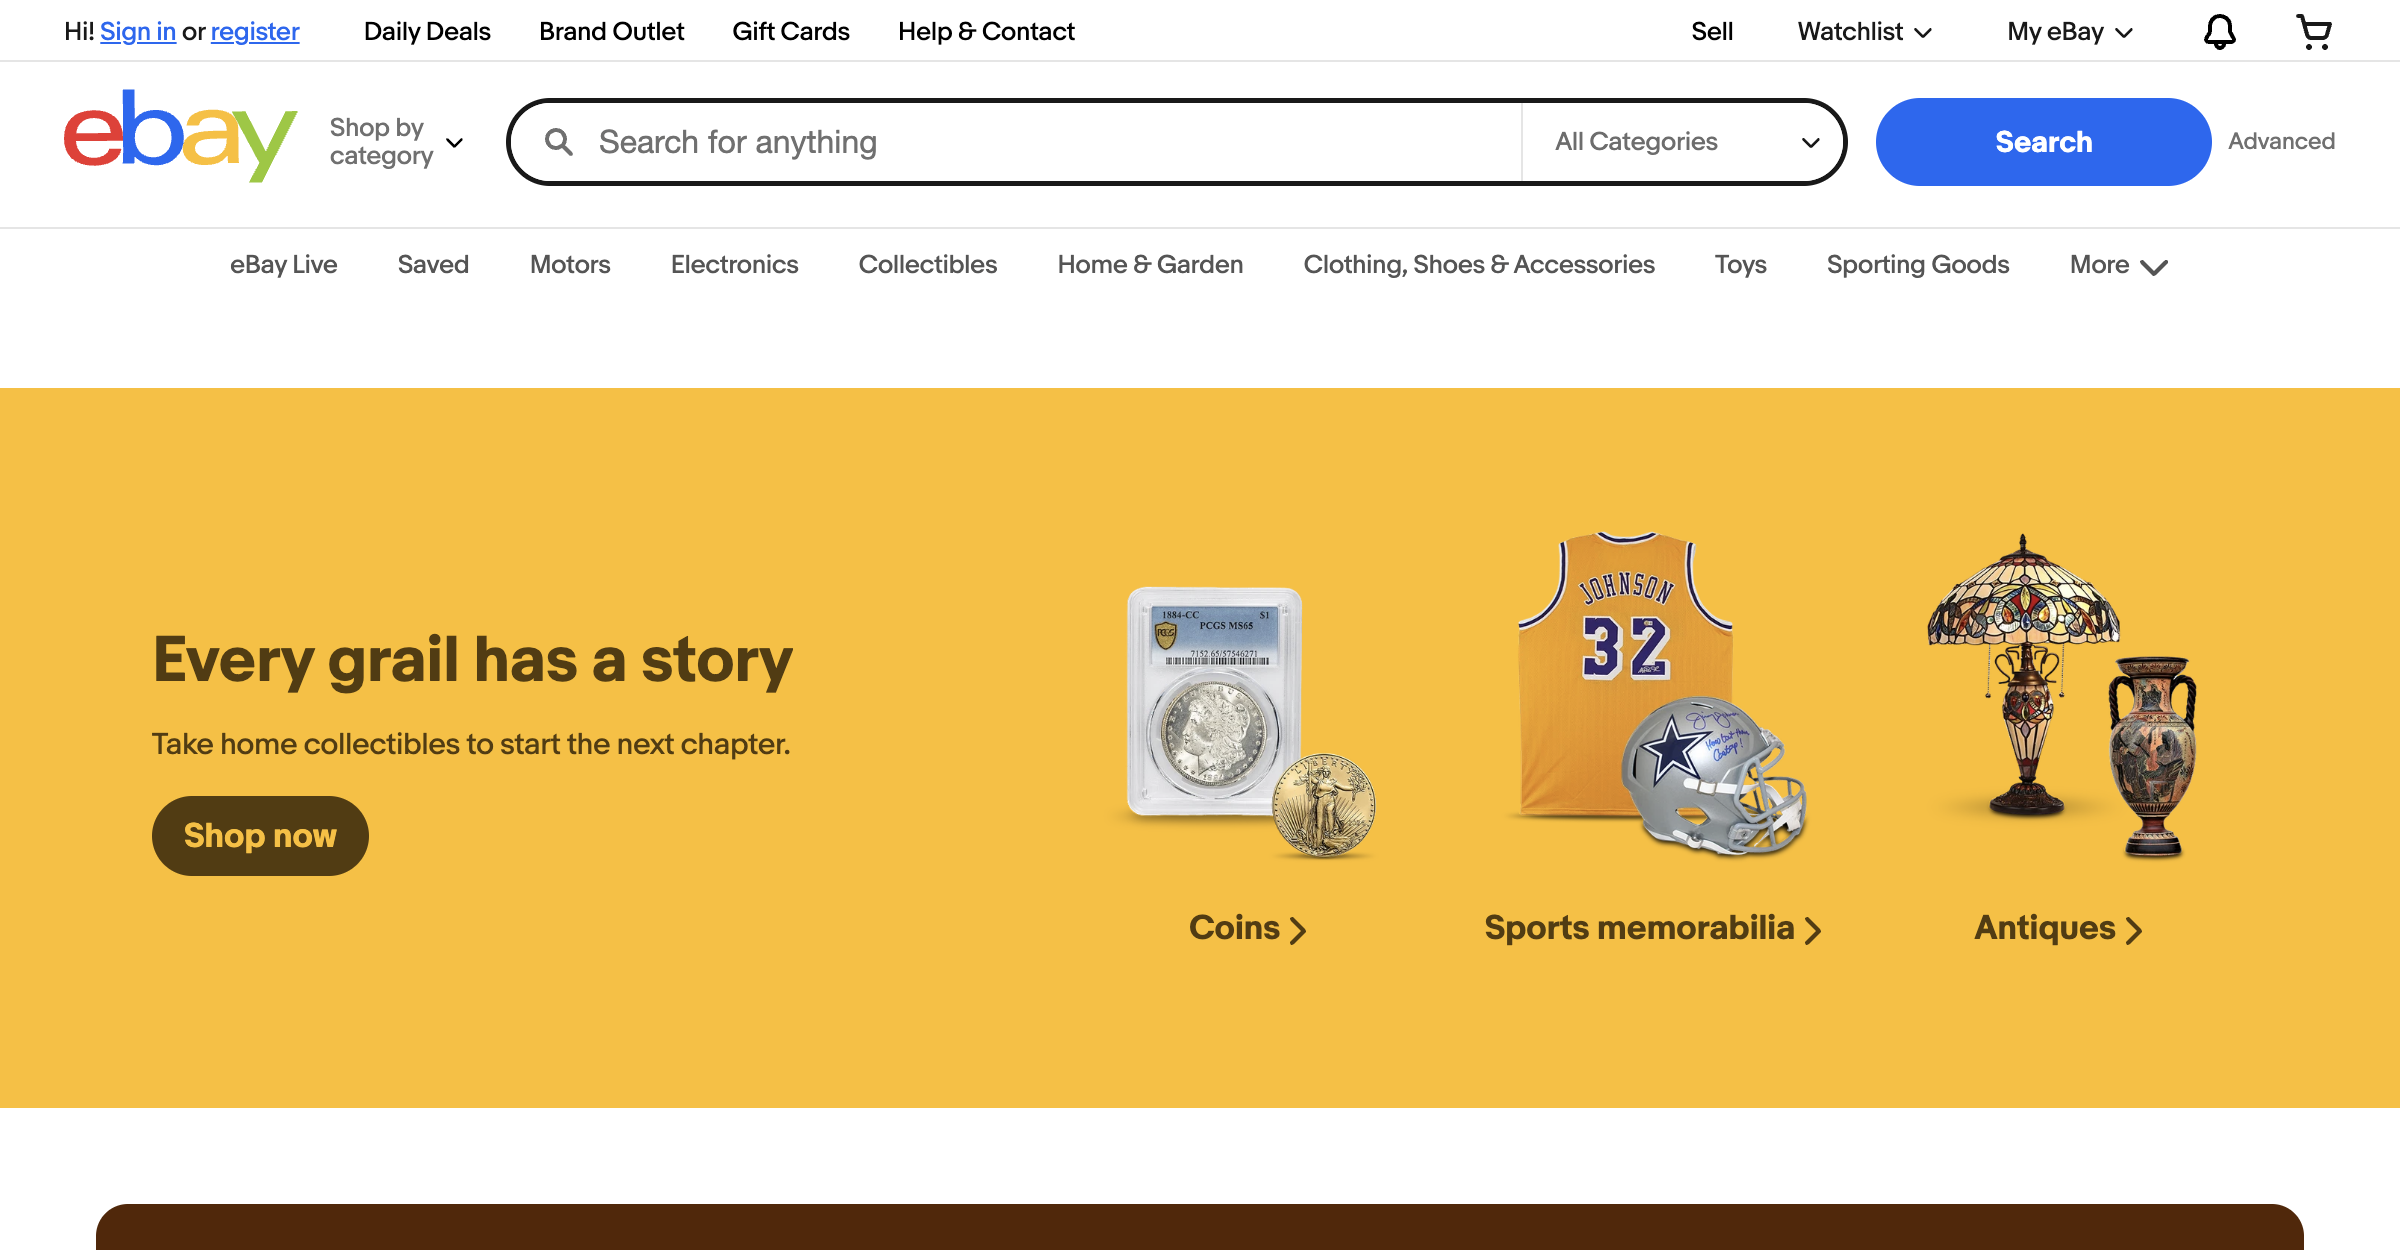 Hi! Sign in or register
Daily Deals
Brand Outlet
Gift Cards
Help & Contact
Sell
Watchlist
My eBay
ebay
Shop by
category
Search for anything
All Categories
Search
Advanced
eBay Live
Saved
Motors
Electronics
Collectibles
Home & Garden
Clothing, Shoes & Accessories
Toys
Sporting Goods
More
Every grail has a story
Take home collectibles to start the next chapter.
Shop now
1884-CC $1
PCGS MS65
PCGS
7152.65/57546271
LIBERTY
JOHNSON
32
Coins
Sports memorabilia
Antiques